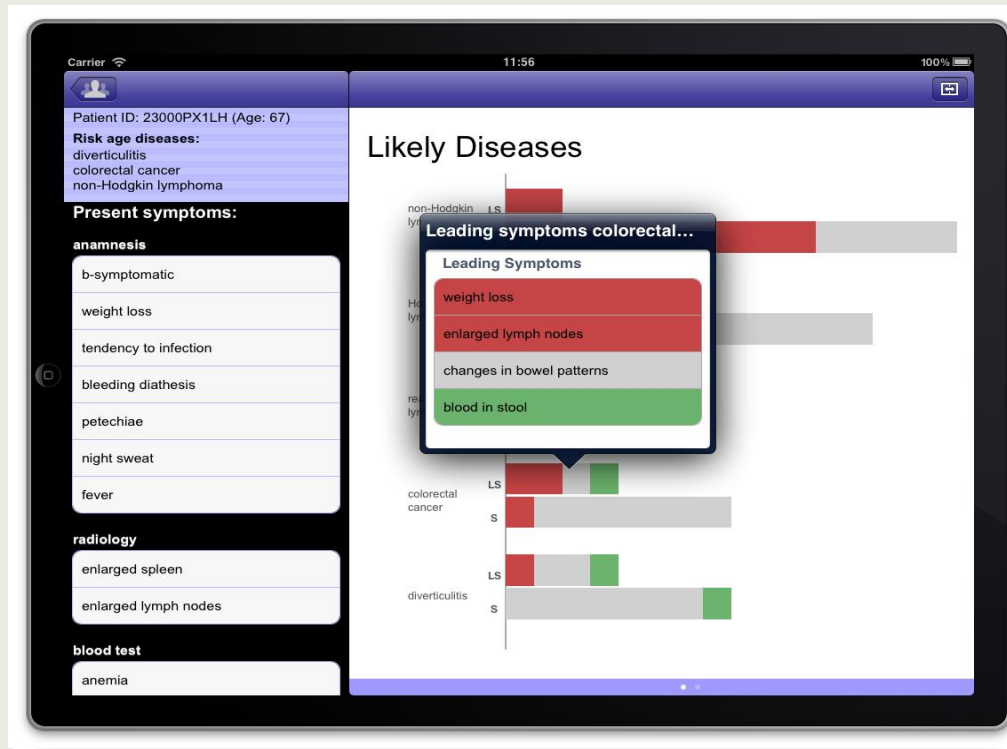 Carrier
11:56
100%
Patient ID: 23000PX1LH (Age: 67)
Risk age diseases:
diverticulitis
colorectal cancer
non-Hodgkin lymphoma
Present symptoms:
anamnesis
b-symptomatic
weight loss
tendency to infection
bleeding diathesis
petechiae
night sweat
fever
radiology
enlarged spleen
enlarged lymph nodes
blood test
anemia
Likely Diseases
non-Hodgkin
LS
Leading symptoms colorectal...
Leading Symptoms
weight loss
enlarged lymph nodes
changes in bowel patterns
blood in stool
colorectal
cancer
LS
S
diverticulitis
LS
S